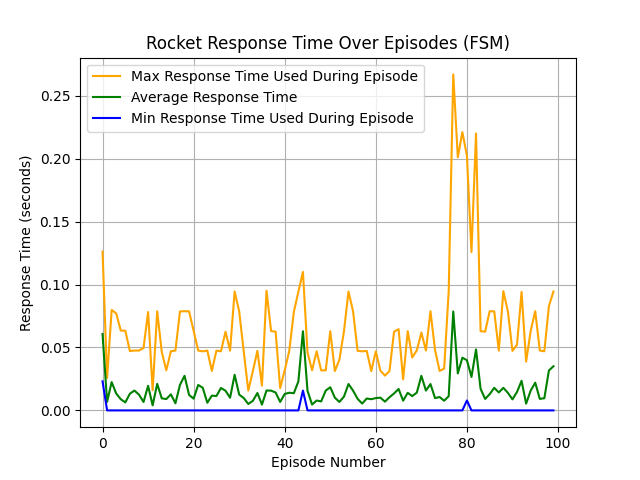 Rocket Response Time Over Episodes (FSM)
Max Response Time Used During Episode
Average Response Time
Min Response Time Used During Episode
0.25
0.20
0.15
0.10
0.05
0.00
Response Time (seconds)
0 20 40 60 80 100
Episode Number